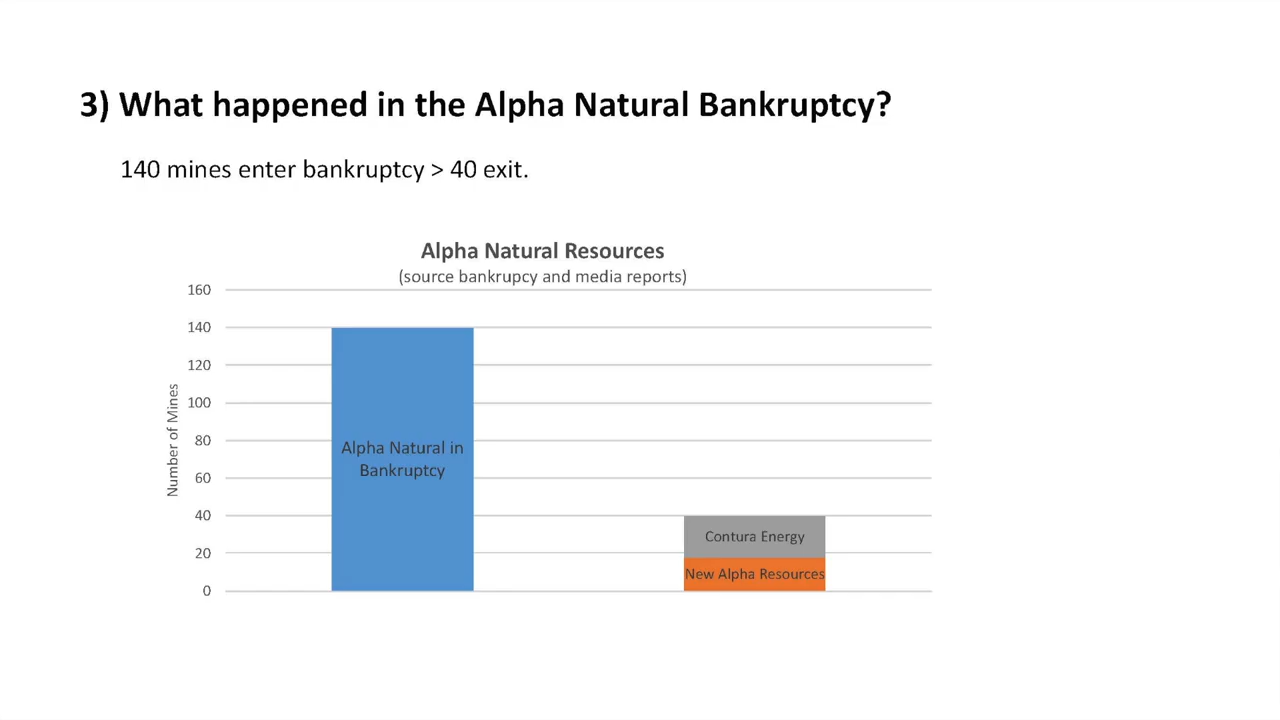 3) What happened in the Alpha Natural Bankruptcy?
140 mines enter bankruptcy > 40 exit.
Alpha Natural Resources
(source bankrupcy and media reports)
160
140
120
100
80
60
40
20
0
Number of Mines
Alpha Natural in
Bankruptcy
Contura Energy
New Alpha Resources